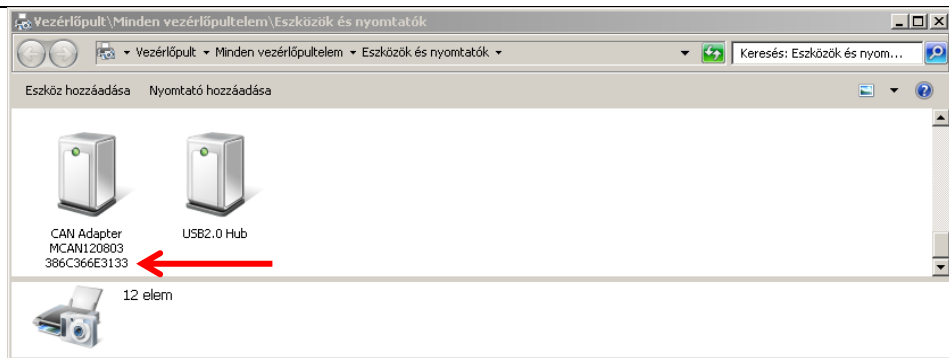 Vezérlőpult\Minden vezérlőpultelem\Eszközök és nyomtatók
Vezérlőpult Minden vezérlőpultelem Eszközök és nyomtatók
Keresés: Eszközök és nyom...
Eszköz hozzáadása Nyomtató hozzáadása
CAN Adapter
MCAN120803
386C366E3133
USB2.0 Hub
12 elem